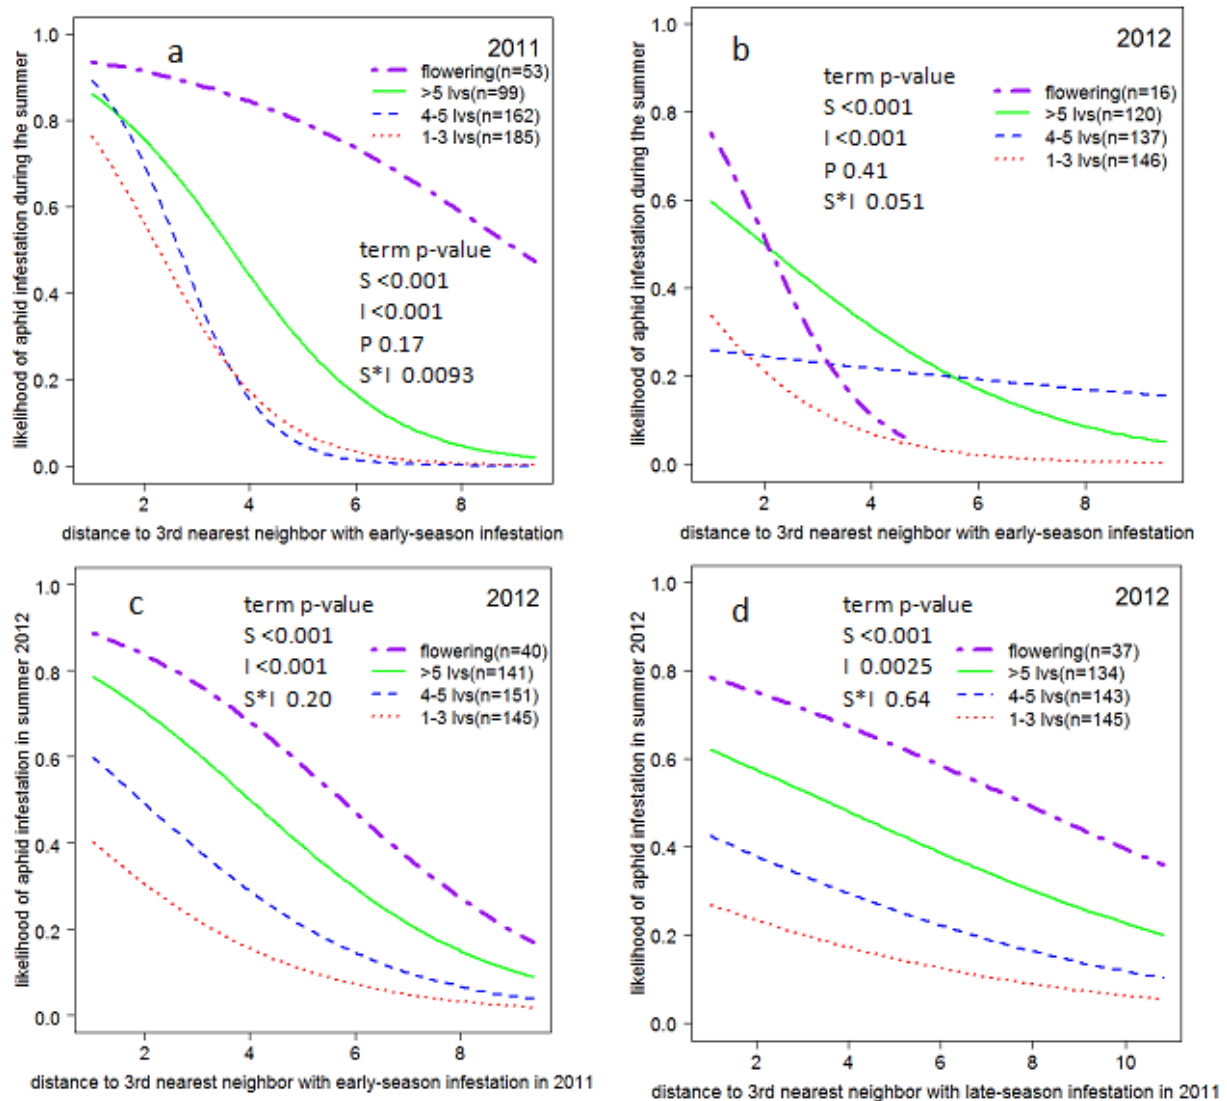 a
2011
flowering(n=53)
>5 lvs(n=99)
4-5 lvs(n=162)
1-3 lvs(n=185)
term p-value
S <0.001
I <0.001
P 0.17
S*I 0.0093
likelihood of aphid infestation during the summer
1.0
0.8
0.6
0.4
0.2
0.0
2 4 6 8
distance to 3rd nearest neighbor with early-season infestation
b
2012
term p-value
S <0.001
I <0.001
P 0.41
S*I 0.051
flowering(n=16)
>5 lvs(n=120)
4-5 lvs(n=137)
1-3 lvs(n=146)
likelihood of aphid infestation during the summer
1.0
0.8
0.6
0.4
0.2
0.0
2 4 6 8
distance to 3rd nearest neighbor with early-season infestation
c
term p-value
S <0.001
I <0.001
S*I 0.20
2012
flowering(n=40)
>5 lvs(n=141)
4-5 lvs(n=151)
1-3 lvs(n=145)
likelihood of aphid infestation in summer 2012
1.0
0.8
0.6
0.4
0.2
0.0
2 4 6 8
distance to 3rd nearest neighbor with early-season infestation in 2011
d
term p-value
S <0.001
I 0.0025
S*I 0.64
2012
flowering(n=37)
>5 lvs(n=134)
4-5 lvs(n=143)
1-3 lvs(n=145)
likelihood of aphid infestation in summer 2012
1.0
0.8
0.6
0.4
0.2
0.0
2 4 6 8 10
distance to 3rd nearest neighbor with late-season infestation in 2011